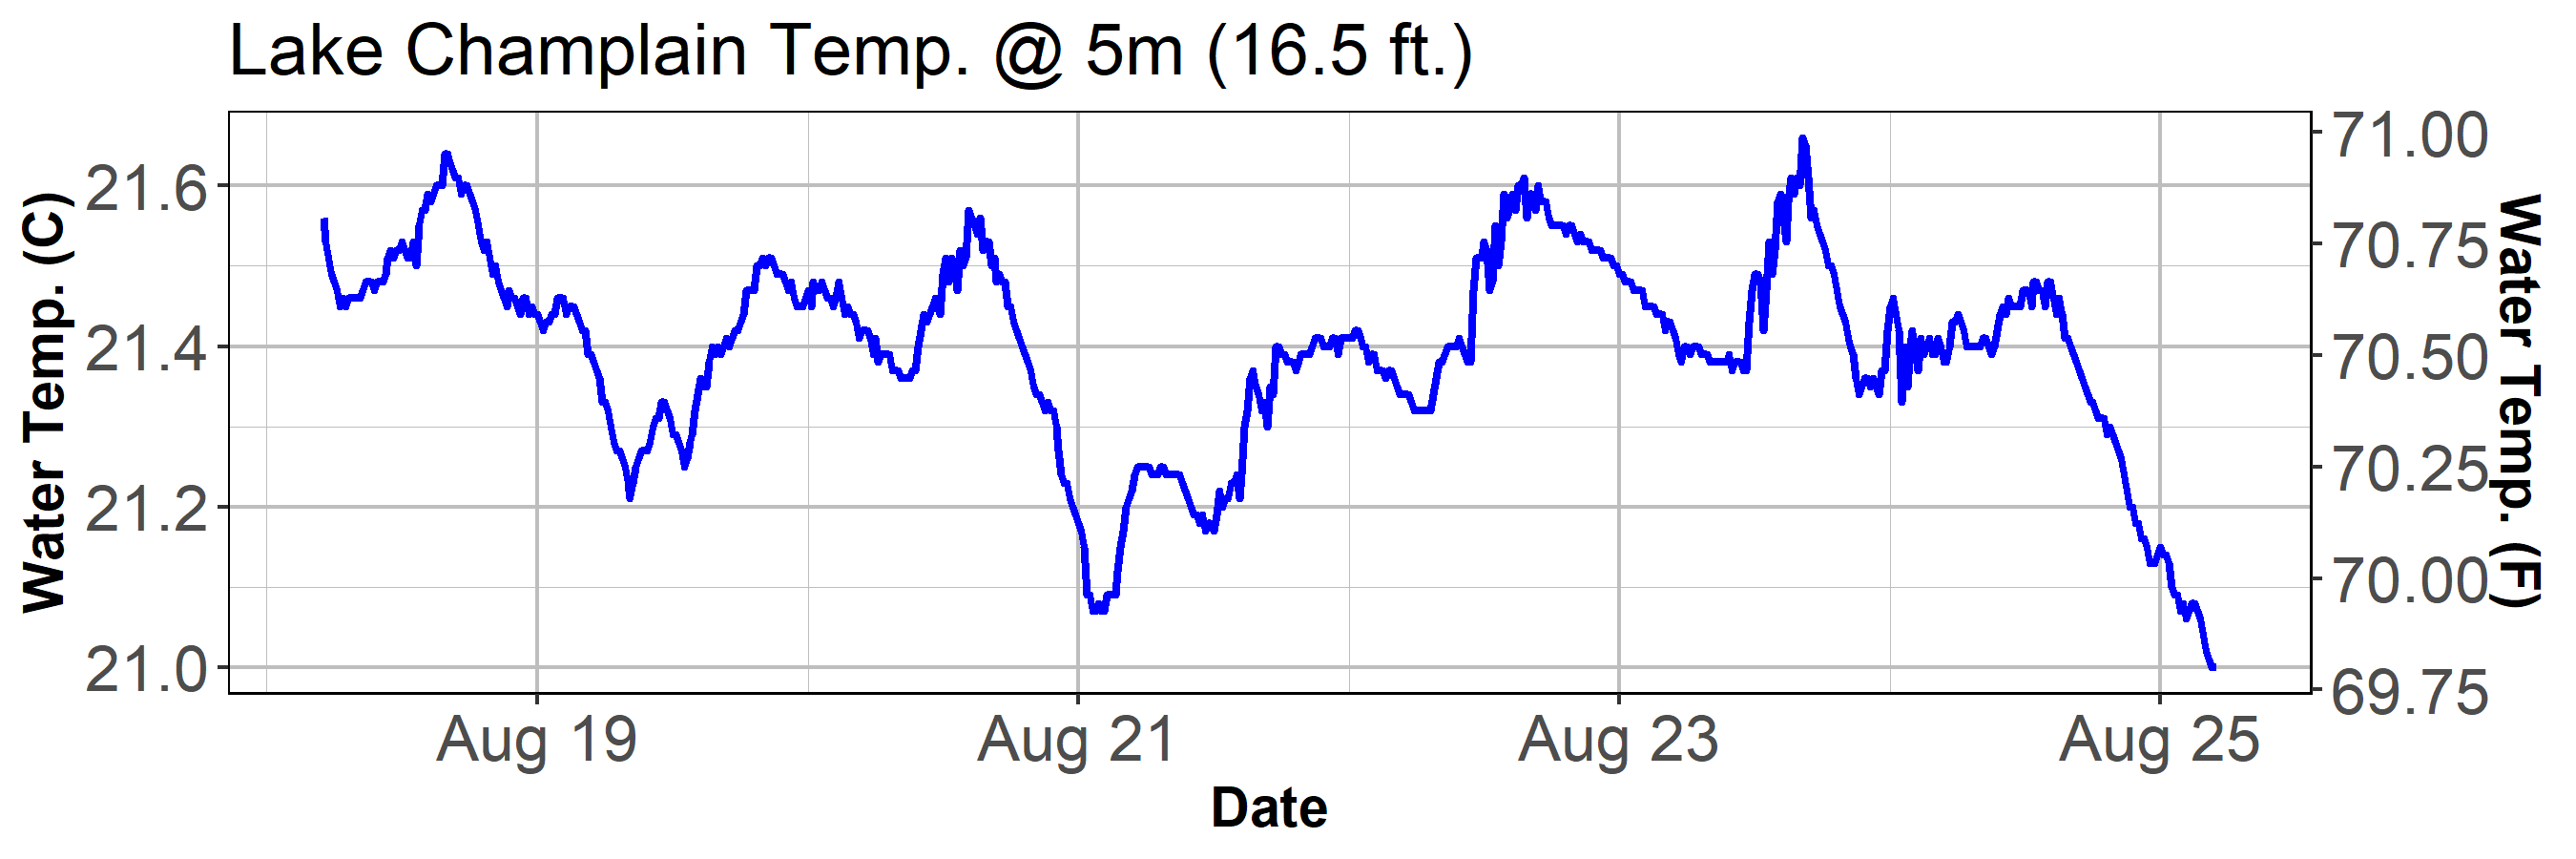 Lake Champlain Temp. @ 5m (16.5 ft.)
Water Temp. (C)
21.6
21.4
21.2
21.0
71.00
70.75
70.50
70.25
70.00
69.75
Water Temp. (F)
Aug 19 Aug 21 Aug 23 Aug 25
Date